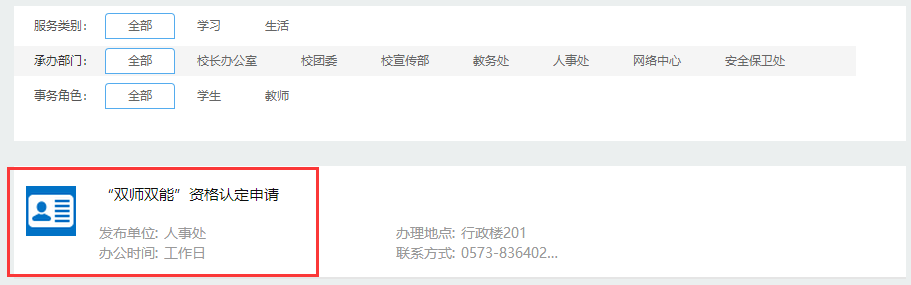 服务类别： 全部 学习 生活
承办部门： 全部 校长办公室 校团委 校宣传部 教务处 人事处 网络中心 安全保卫处
事务角色： 全部 学生 教师
“双师双能”资格认定申请
发布单位: 人事处 办理地点: 行政楼201
办公时间: 工作日 联系方式: 0573-836402...